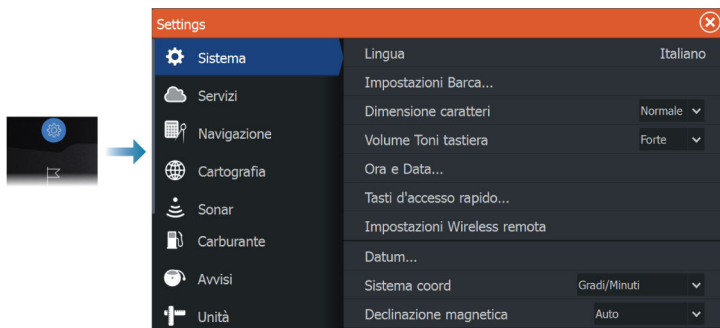 Settings
Sistema
Servizi
Navigazione
Cartografia
Sonar
Carburante
Avvisi
Unità
Lingua Italiano
Impostazioni Barca...
Dimensione caratteri Normale
Volume Toni tastiera Forte
Ora e Data...
Tasti d'accesso rapido...
Impostazioni Wireless remota
Datum...
Sistema coord Gradi/Minuti
Declinazione magnetica Auto